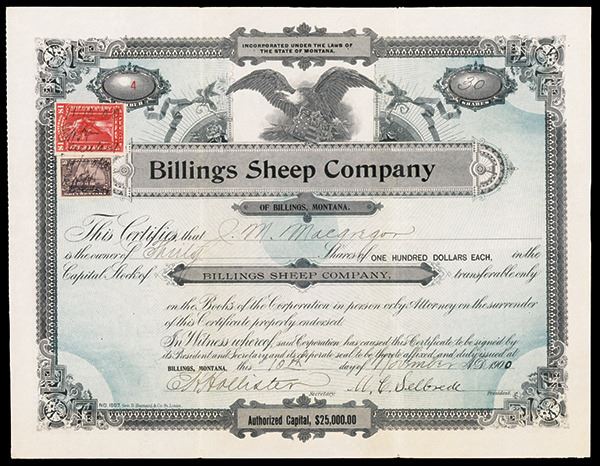 INCORPORATED UNDER THE LAWS OF
THE STATE OF MONTANA.
NUMBER
4
30
SHARES
Billings Sheep Company
OF BILLINGS, MONTANA.
This Certifies that J. M. Macgregor
is the owner of Thirty Shares of ONE HUNDRED DOLLARS EACH, in the
Capital Stock of BILLINGS SHEEP COMPANY, transferable only
on the Books of the Corporation in person or by Attorney on the surrender
of this Certificate properly endorsed.
In Witness whereof said Corporation has caused this Certificate to be signed by
its President and Secretary and its corporate seal to be hereto affixed and duly issued at
BILLINGS, MONTANA, this 10th day of November A.D. 1900
Hollister
Secretary.
President.
Authorized Capital, $25,000.00